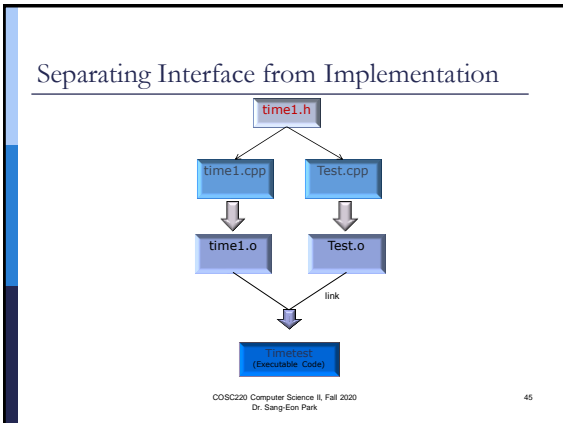 Separating Interface from Implementation
time1.h
time1.cpp
Test.cpp
time1.o
Test.o
link
Timetest
(Executable Code)
COSC220 Computer Science II, Fall 2020
Dr. Sang-Eon Park
45